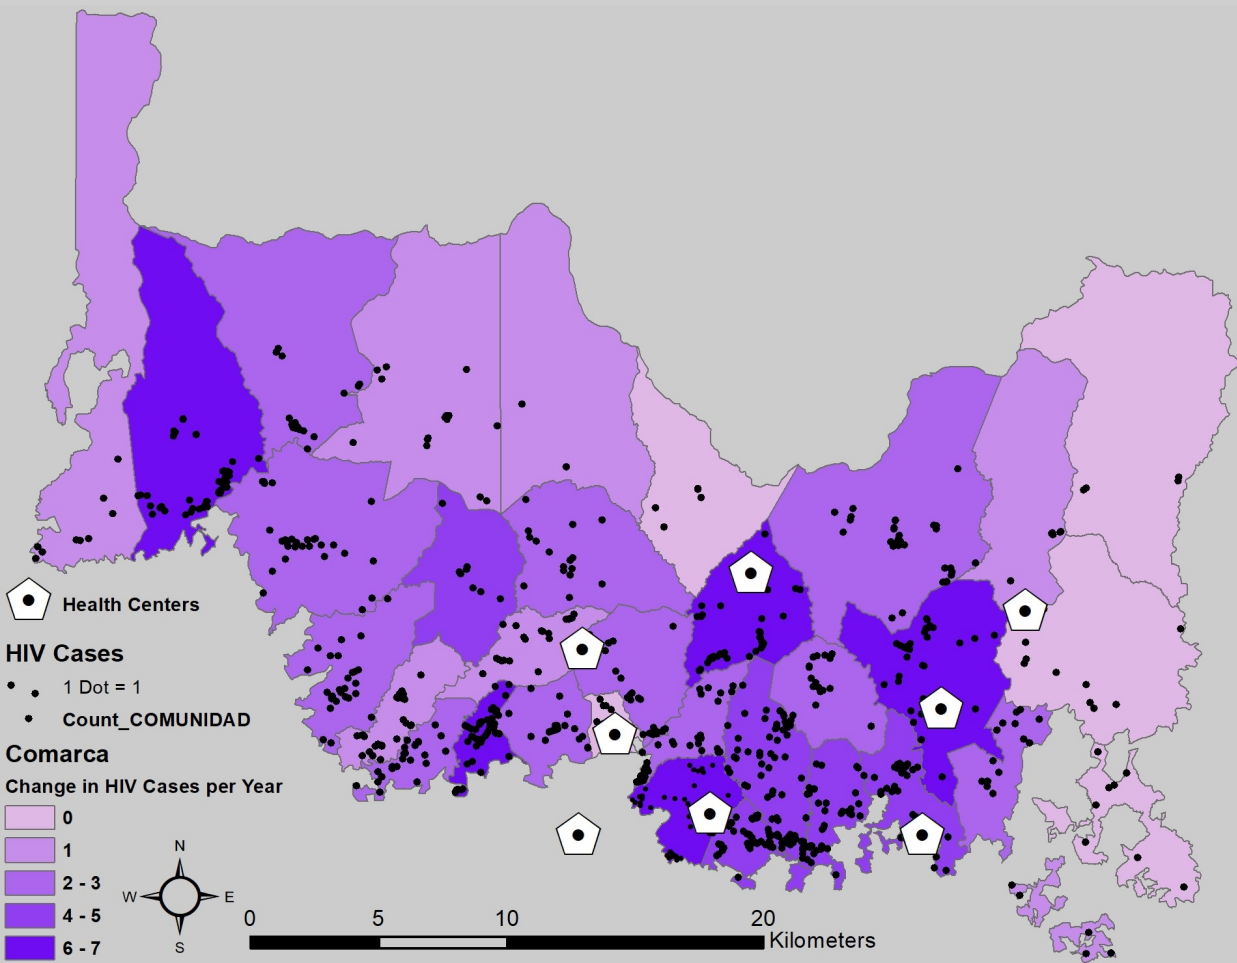 Health Centers
HIV Cases
1 Dot = 1
Count_COMUNIDAD
Comarca
Change in HIV Cases per Year
0
1
2 - 3
4 - 5
6 - 7
N
W E
S
0 5 10 20
Kilometers